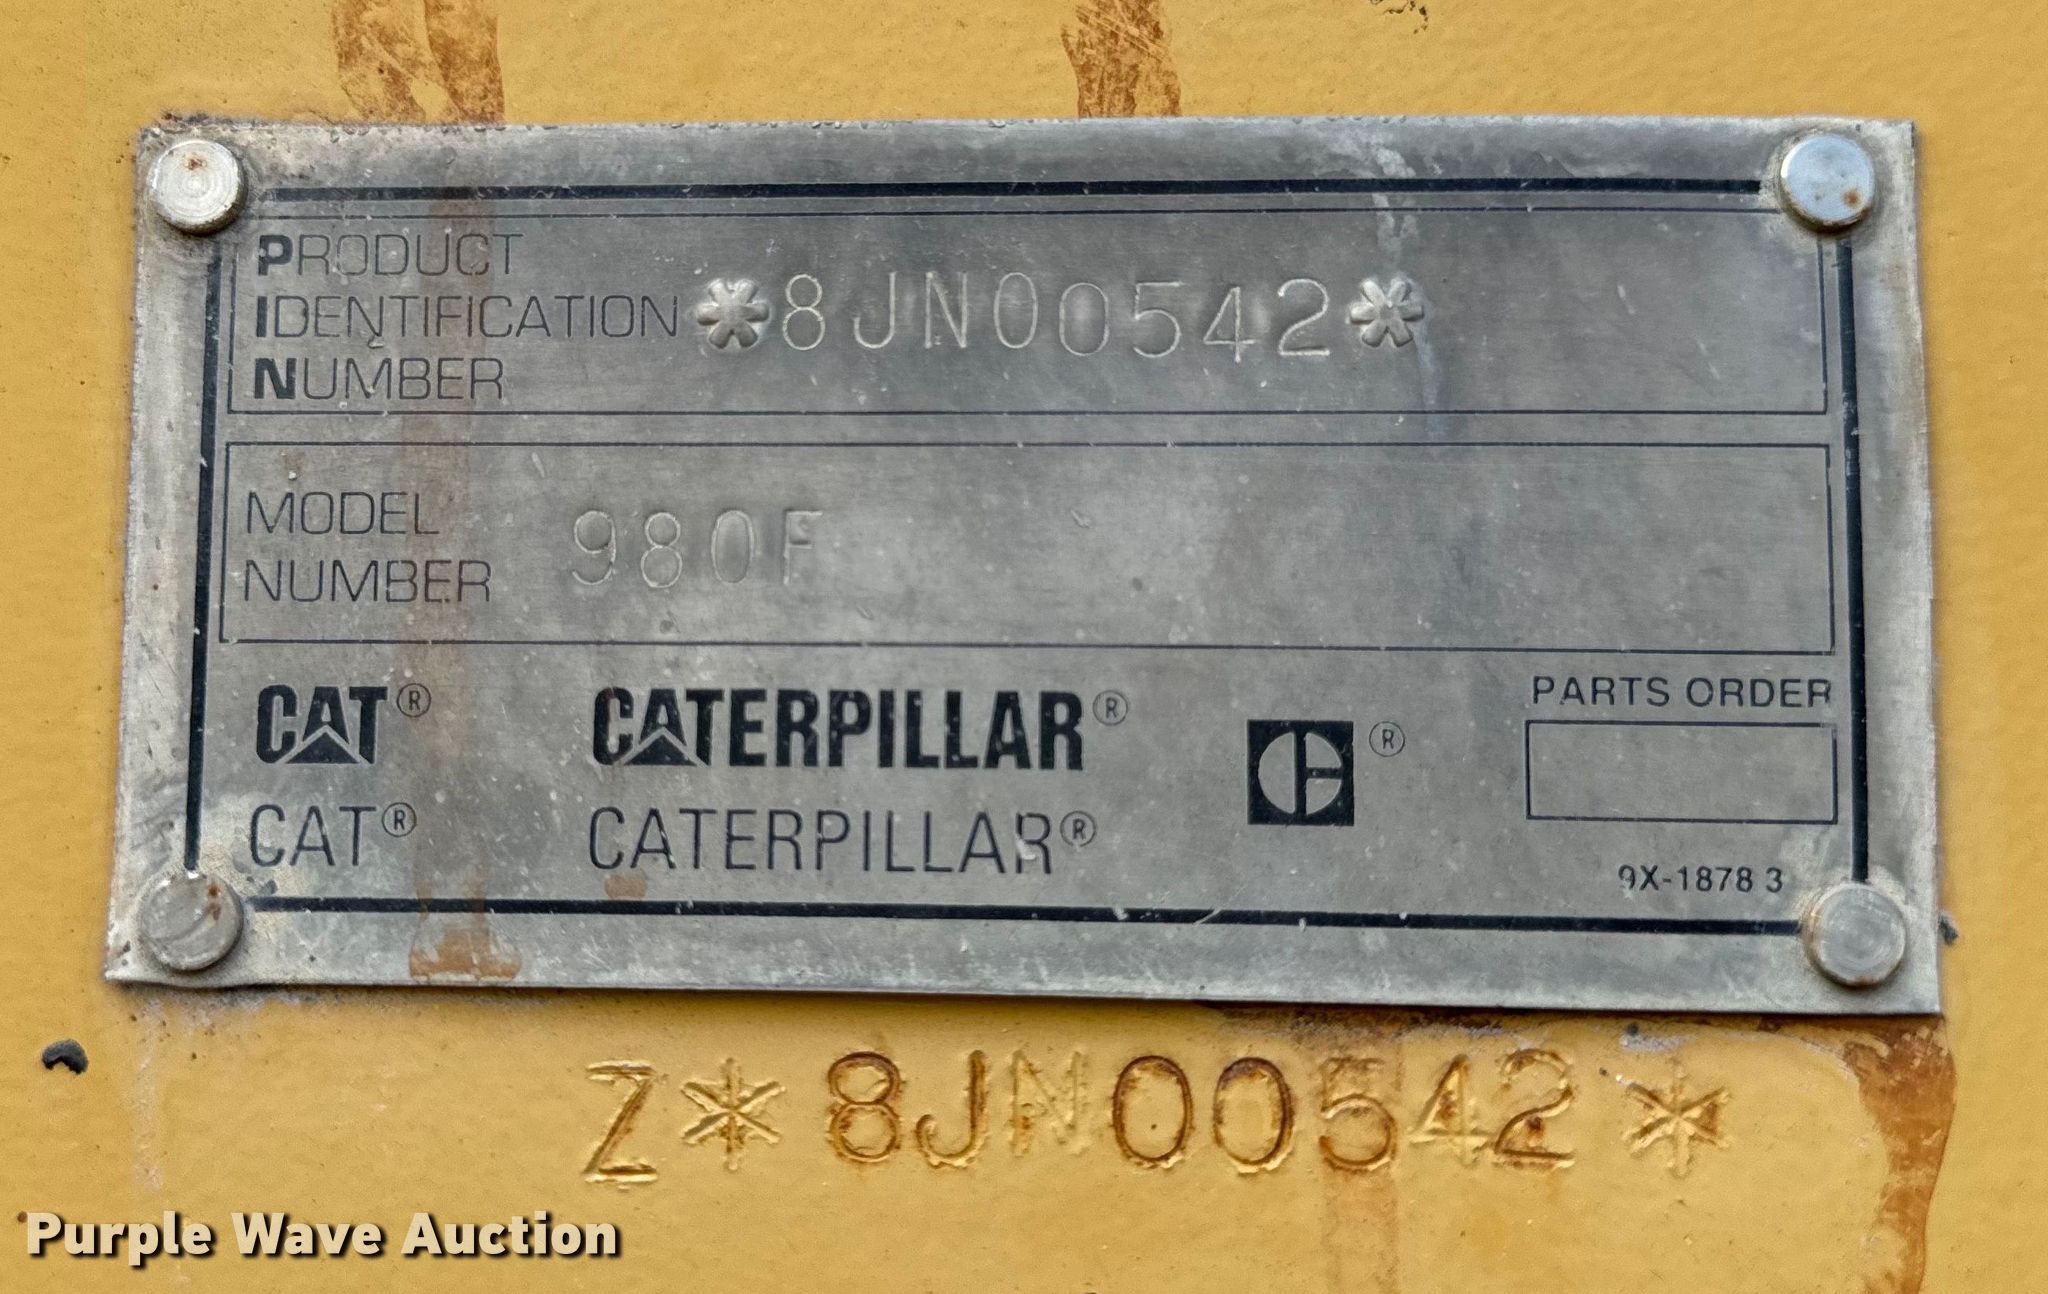 PRODUCT
IDENTIFICATION *8JN00542*
NUMBER
MODEL
NUMBER 980F
CAT® CATERPILLAR® ® PARTS ORDER
CAT® CATERPILLAR®
9X-1878 3
Z*8JN00542*
Purple Wave Auction